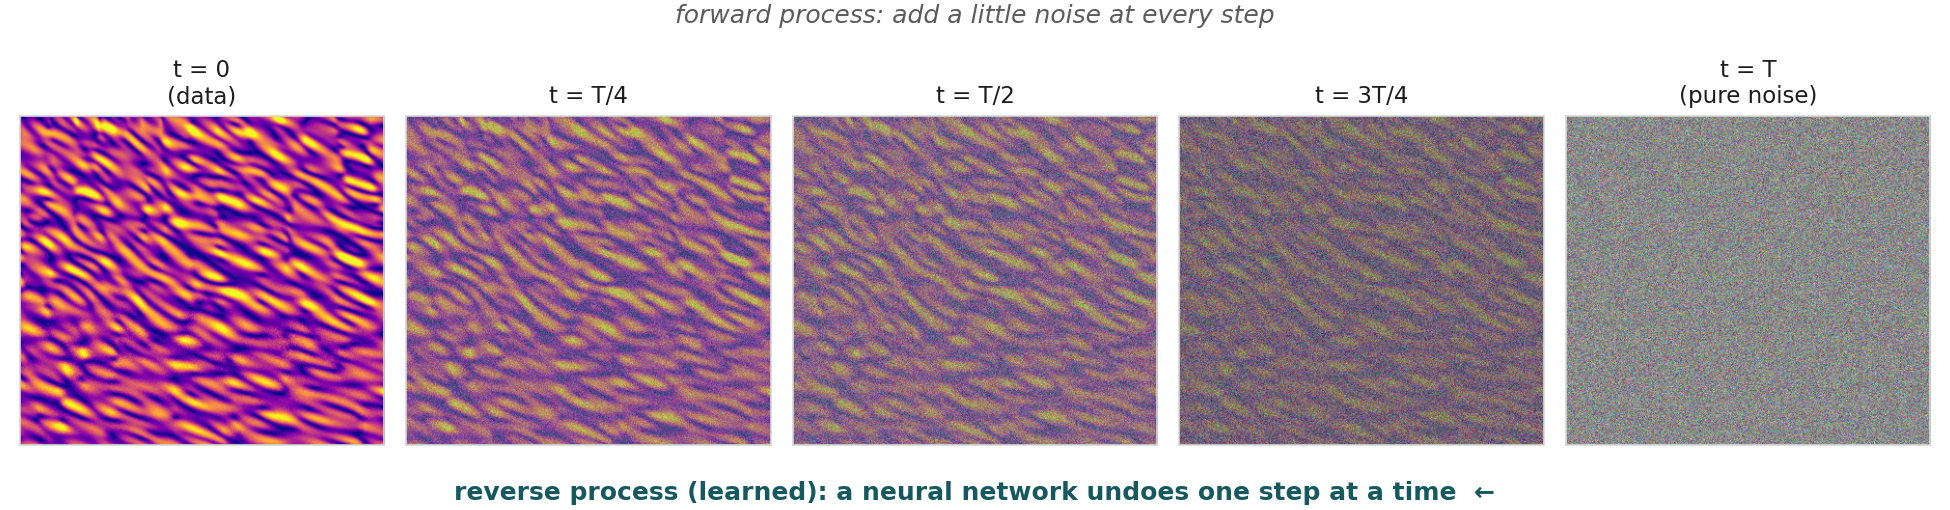 forward process: add a little noise at every step
t = 0
(data)
t = T/4
t = T/2
t = 3T/4
t = T
(pure noise)
reverse process (learned): a neural network undoes one step at a time ←